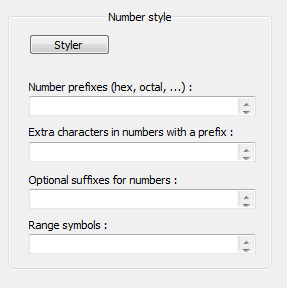 Number style
Styler
Number prefixes (hex, octal, ...) :
Extra characters in numbers with a prefix :
Optional suffixes for numbers :
Range symbols :